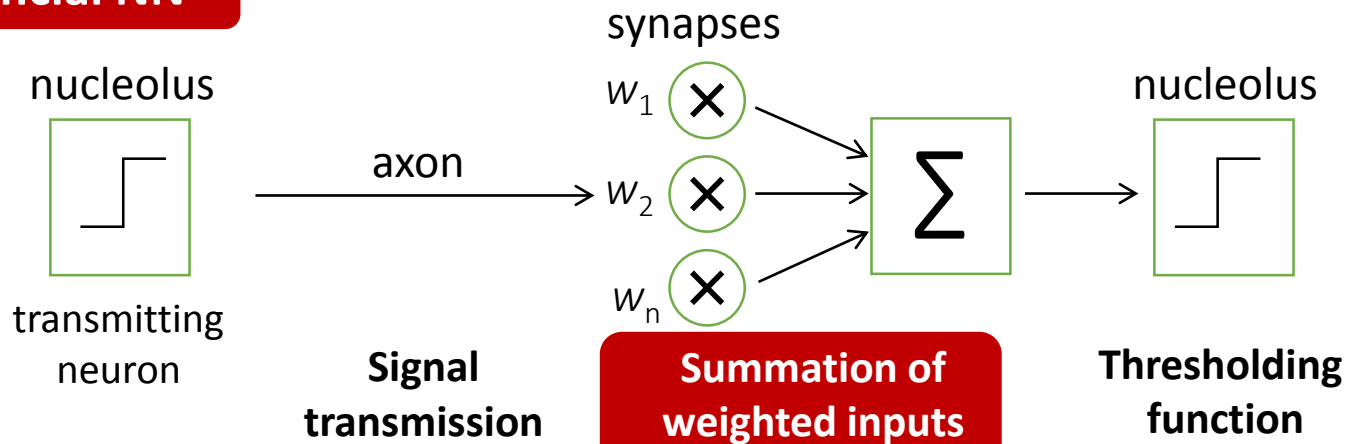 synapses
nucleolus
w1
axon
w2
Σ
nucleolus
wn
transmitting
neuron
Signal
transmission
Summation of
weighted inputs
Thresholding
function